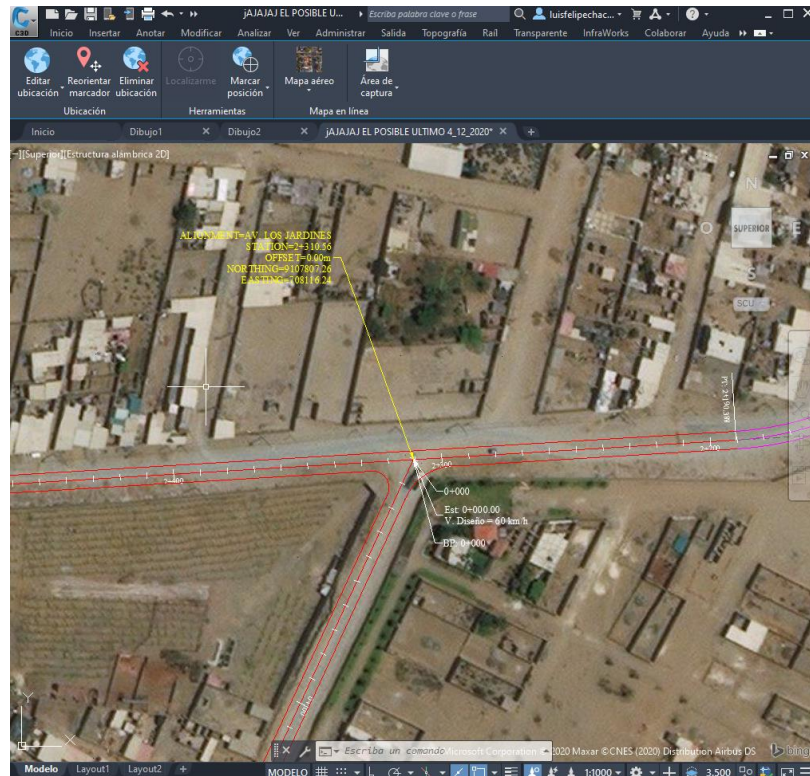 C3D
jAJAJAJ EL POSIBLE U...
Escriba palabra clave o frase
luisfelipechac...
Inicio Insertar Anotar Modificar Analizar Ver Administrar Salida Topografía Raíl Transparente InfraWorks Colaborar Ayuda
Editar ubicación
Reorientar marcador
Eliminar ubicación
Localizarme
Marcar posición
Mapa aéreo
Área de captura
Ubicación Herramientas Mapa en línea
Inicio Dibujo1 Dibujo2 jAJAJAJ EL POSIBLE ULTIMO 4_12_2020*
[Superior][Estructura alámbrica 2D]
N
O SUPERIOR E
S
SCU
ALIGNMENT=AV. LOS JARDINES
STATION=2+310.56
OFFSET=0.00m
NORTHING=9107807.26
EASTING=708116.24
2+200
2+300
2+400
0+000
Est: 0+000.00
V. Diseño = 60 km/h
BP: 0+000
Y
X
Escriba un comando
Microsoft Corporation
2020 Maxar ©CNES (2020) Distribution Airbus DS
bing
Modelo Layout1 Layout2 +
MODELO 1:1000 3.500